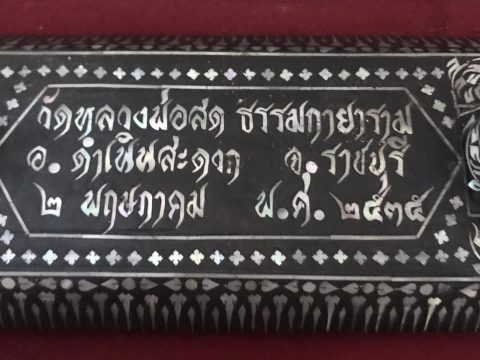 วัดหลวงพ่อสด ธรรมกายาราม
อ. ดำเนินสะดวก จ. ราชบุรี
๒ พฤษภาคม พ.ศ. ๒๕๓๕